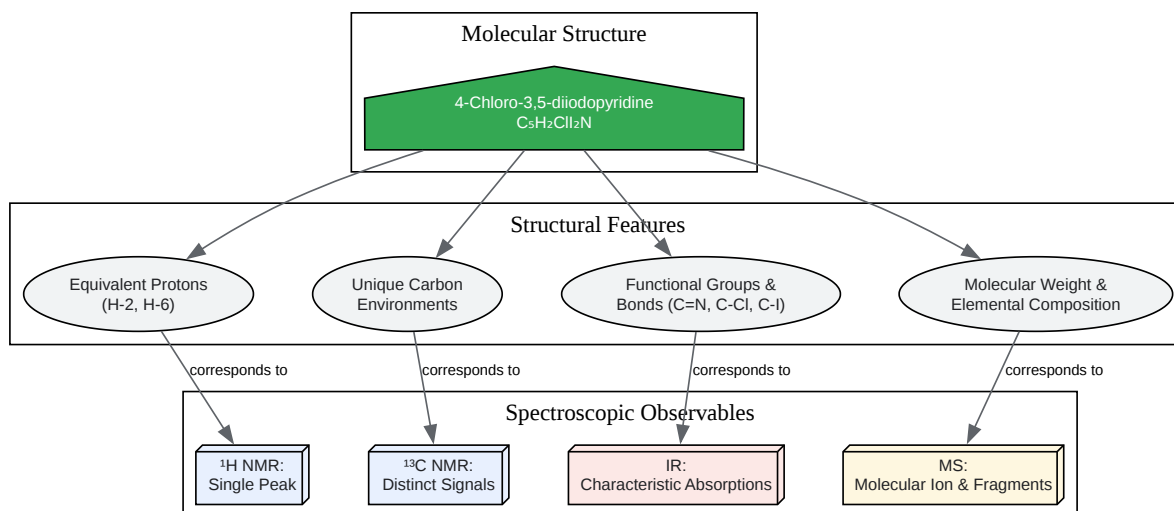 Molecular Structure
4-Chloro-3,5-diiodopyridine
C₅H₂ClI₂N
Structural Features
Equivalent Protons
(H-2, H-6)
Unique Carbon
Environments
Functional Groups &
Bonds (C=N, C-Cl, C-I)
Molecular Weight &
Elemental Composition
corresponds to
corresponds to
corresponds to
corresponds to
Spectroscopic Observables
¹H NMR:
Single Peak
¹³C NMR:
Distinct Signals
IR:
Characteristic Absorptions
MS:
Molecular Ion & Fragments